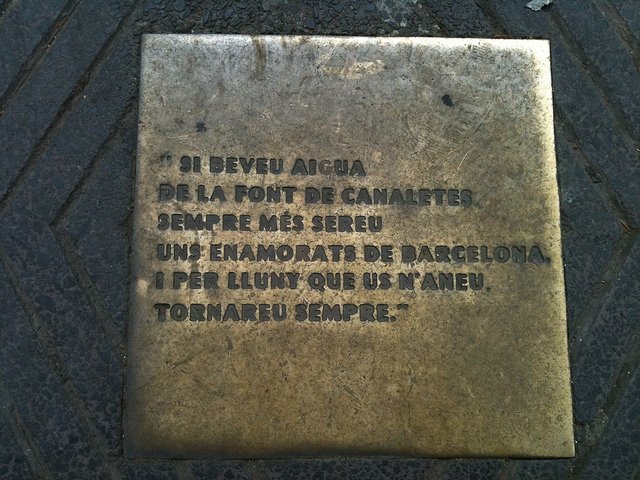 " SI BEVEU AIGUA
DE LA FONT DE CANALETES
SEMPRE MÉS SEREU
UNS ENAMORATS DE BARCELONA.
I PER LLUNY QUE US N'ANEU,
TORNAREU SEMPRE."